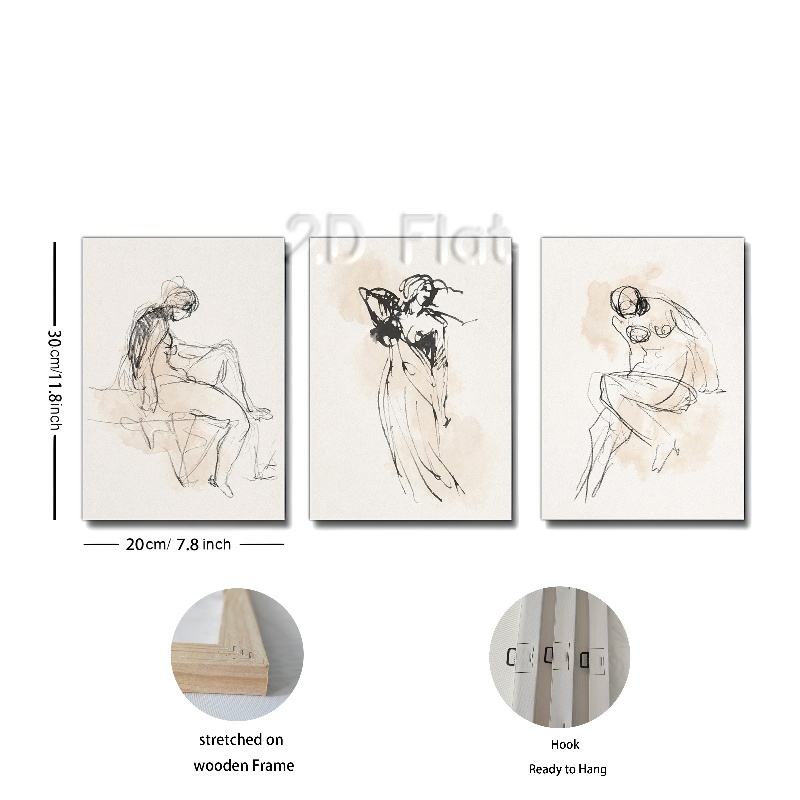 2D Flat
30cm/11.8inch
20cm/ 7.8 inch
stretched on
wooden Frame
Hook
Ready to Hang